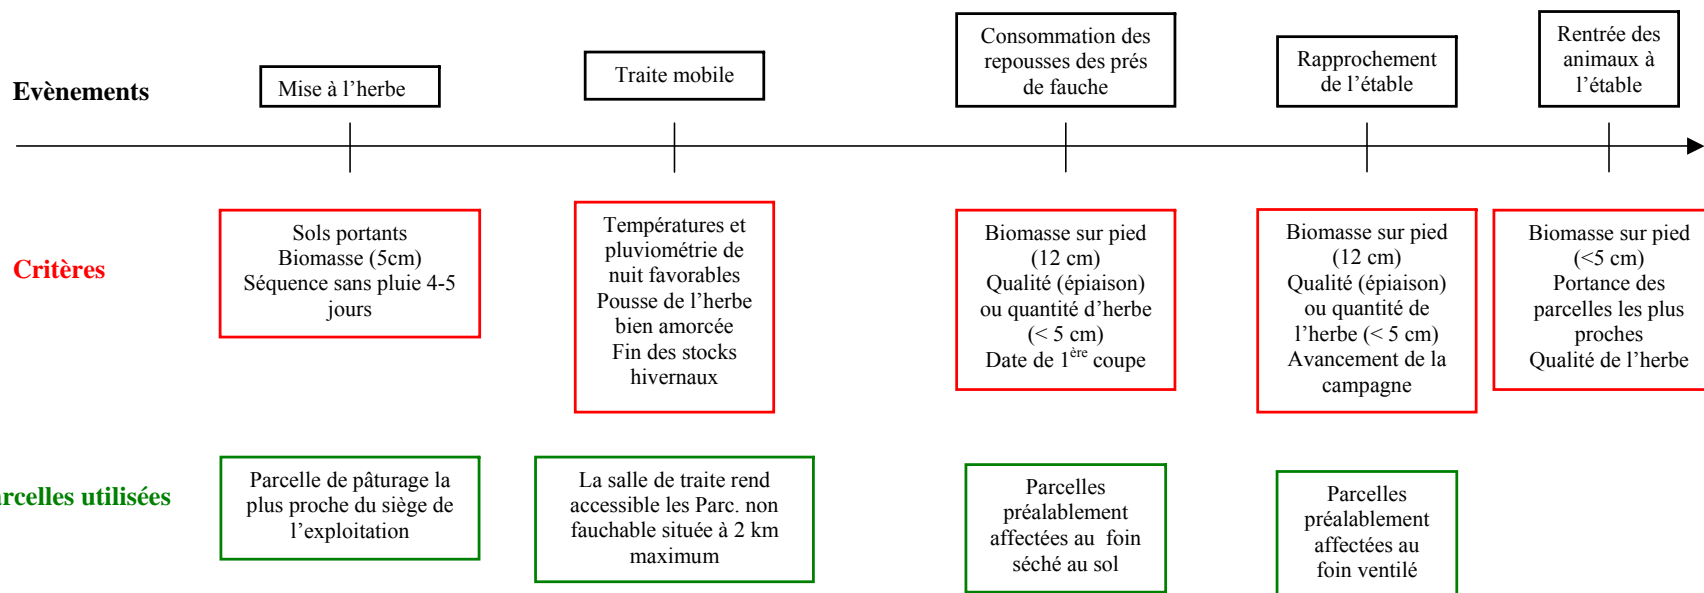 Evènements
Mise à l’herbe
Traite mobile
Consommation des
repousses des prés
de fauche
Rapprochement
de l’étable
Rentrée des
animaux à
l’étable
Critères
Sols portants
Biomasse (5cm)
Séquence sans pluie 4-5
jours
Températures et
pluviométrie de
nuit favorables
Pousse de l’herbe
bien amorcée
Fin des stocks
hivernaux
Biomasse sur pied
(12 cm)
Qualité (épiaison)
ou quantité d’herbe
(< 5 cm)
Date de 1ère coupe
Biomasse sur pied
(12 cm)
Qualité (épiaison)
ou quantité de
l’herbe (< 5 cm)
Avancement de la
campagne
Biomasse sur pied
(<5 cm)
Portance des
parcelles les plus
proches
Qualité de l’herbe
arcelles utilisées
Parcelle de pâturage la
plus proche du siège de
l’exploitation
La salle de traite rend
accessible les Parc. non
fauchable située à 2 km
maximum
Parcelles
préalablement
affectées au foin
séché au sol
Parcelles
préalablement
affectées au
foin ventilé